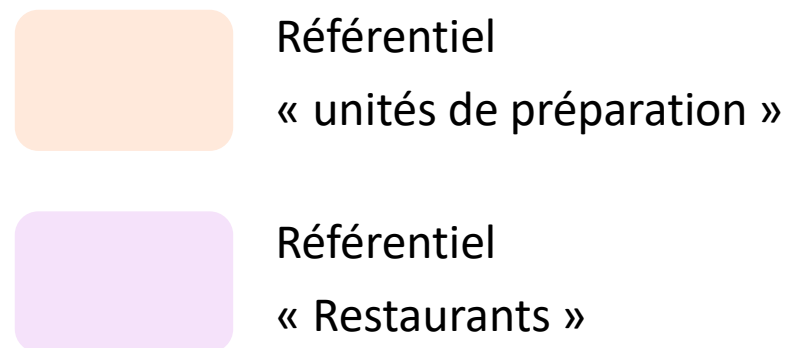 Référentiel
« unités de préparation »
Référentiel
« Restaurants »